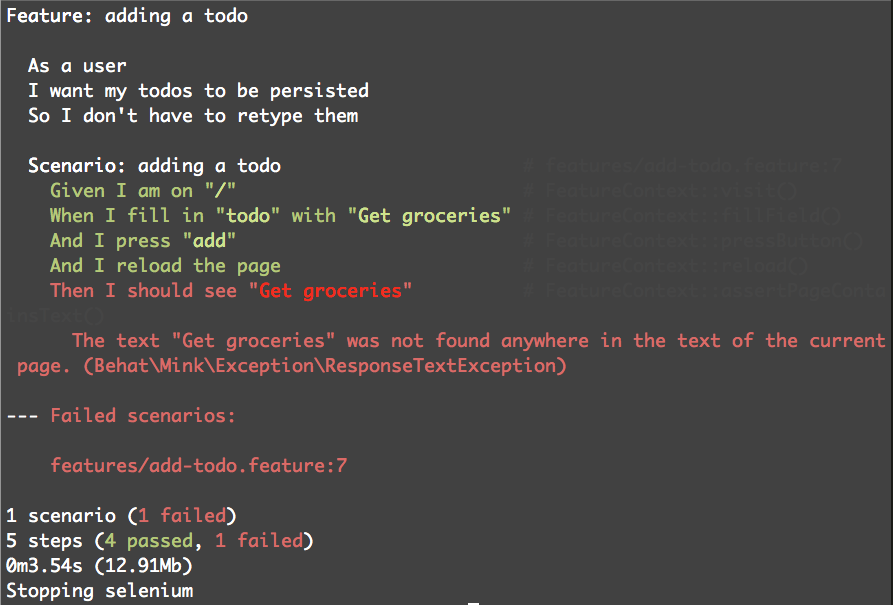 Feature: adding a todo
As a user
I want my todos to be persisted
So I don't have to retype them
Scenario: adding a todo # features/add-todo.feature:7
Given I am on "/" # FeatureContext::visit()
When I fill in "todo" with "Get groceries" # FeatureContext::fillField()
And I press "add" # FeatureContext::pressButton()
And I reload the page # FeatureContext::reload()
Then I should see "Get groceries" # FeatureContext::assertPageConta
insText()
The text "Get groceries" was not found anywhere in the text of the current
page. (Behat\Mink\Exception\ResponseTextException)
--- Failed scenarios:
features/add-todo.feature:7
1 scenario (1 failed)
5 steps (4 passed, 1 failed)
0m3.54s (12.91Mb)
Stopping selenium